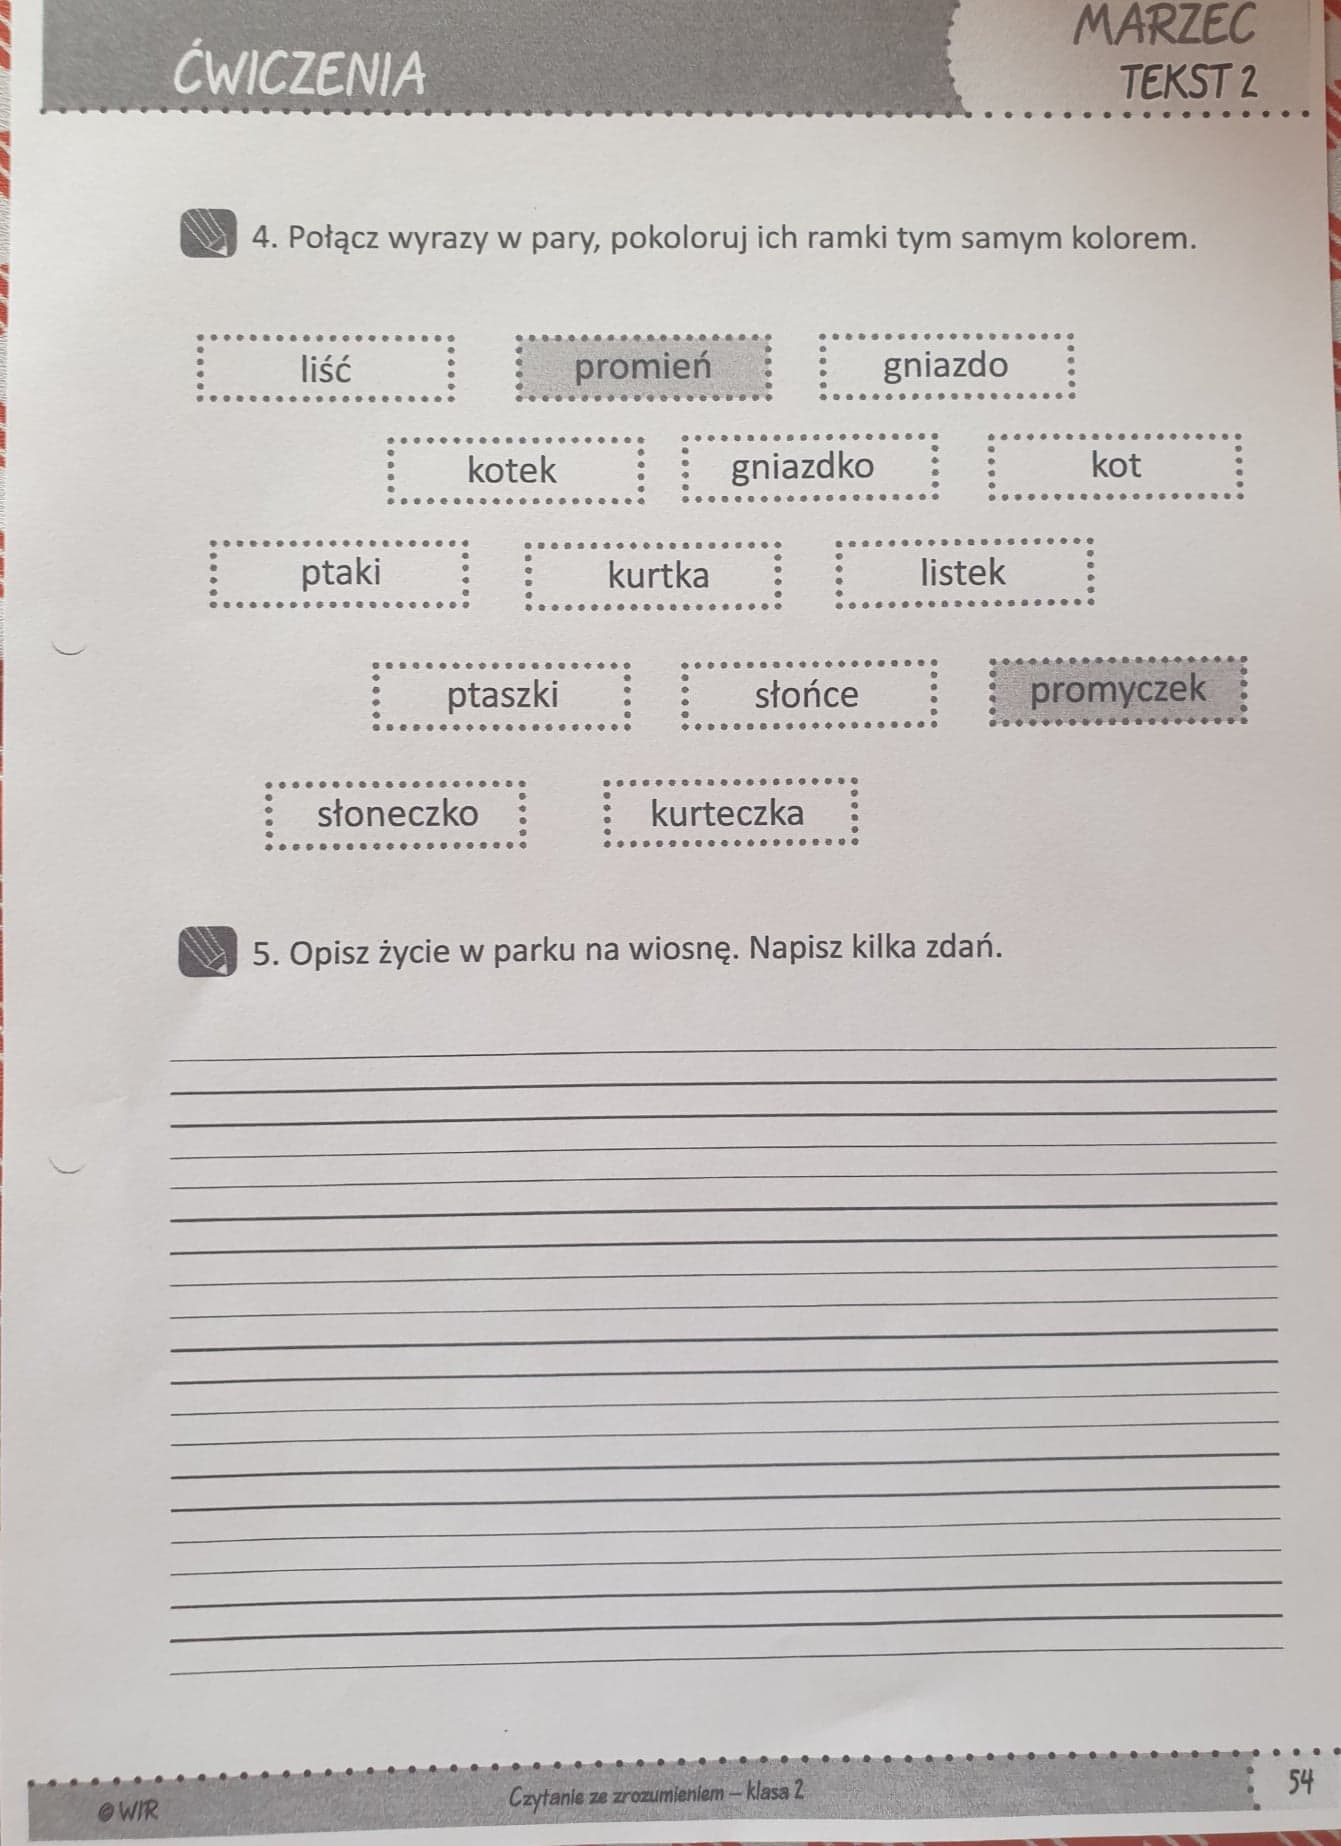 ĆWICZENIA
MARZEC
TEKST 2
4. Połącz wyrazy w pary, pokoloruj ich ramki tym samym kolorem.
liść promień gniazdo
kotek gniazdko kot
ptaki kurtka listek
ptaszki słońce promyczek
słoneczko kurteczka
5. Opisz życie w parku na wiosnę. Napisz kilka zdań.
© WIR
Czytanie ze zrozumieniem – klasa 2
54